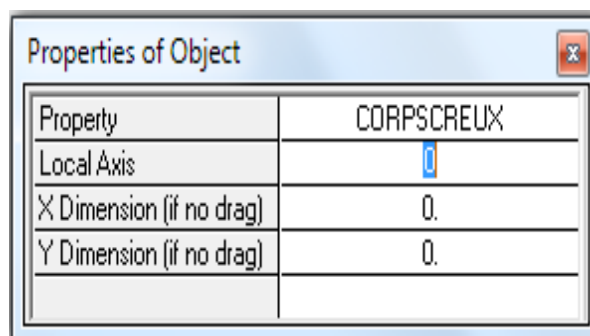 Properties of Object
Property CORPSCREUX
Local Axis 0
X Dimension (if no drag) 0.
Y Dimension (if no drag) 0.